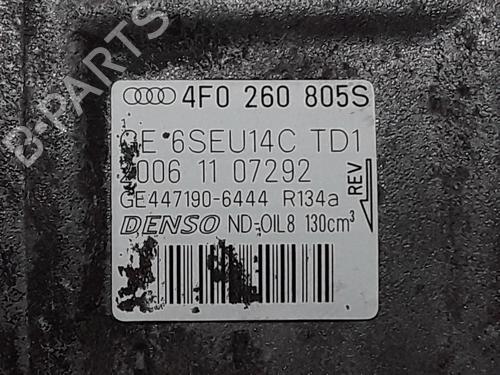 B-PARTS
4F0 260 805S
GE 6SEU14C TD1
2006 11 07292
GE447190-6444 R134a
DENSO ND-OIL8 130cm³
REV